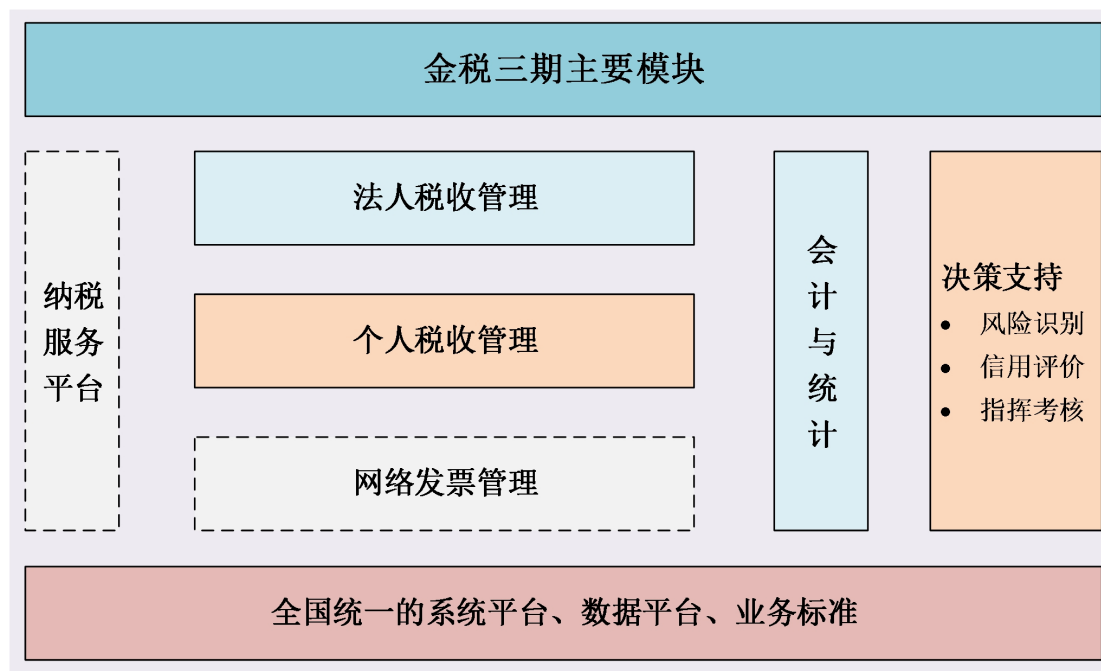 金税三期主要模块
纳税
服务
平台
法人税收管理
个人税收管理
网络发票管理
会
计
与
统
计
决策支持
• 风险识别
• 信用评价
• 指挥考核
全国统一的系统平台、数据平台、业务标准